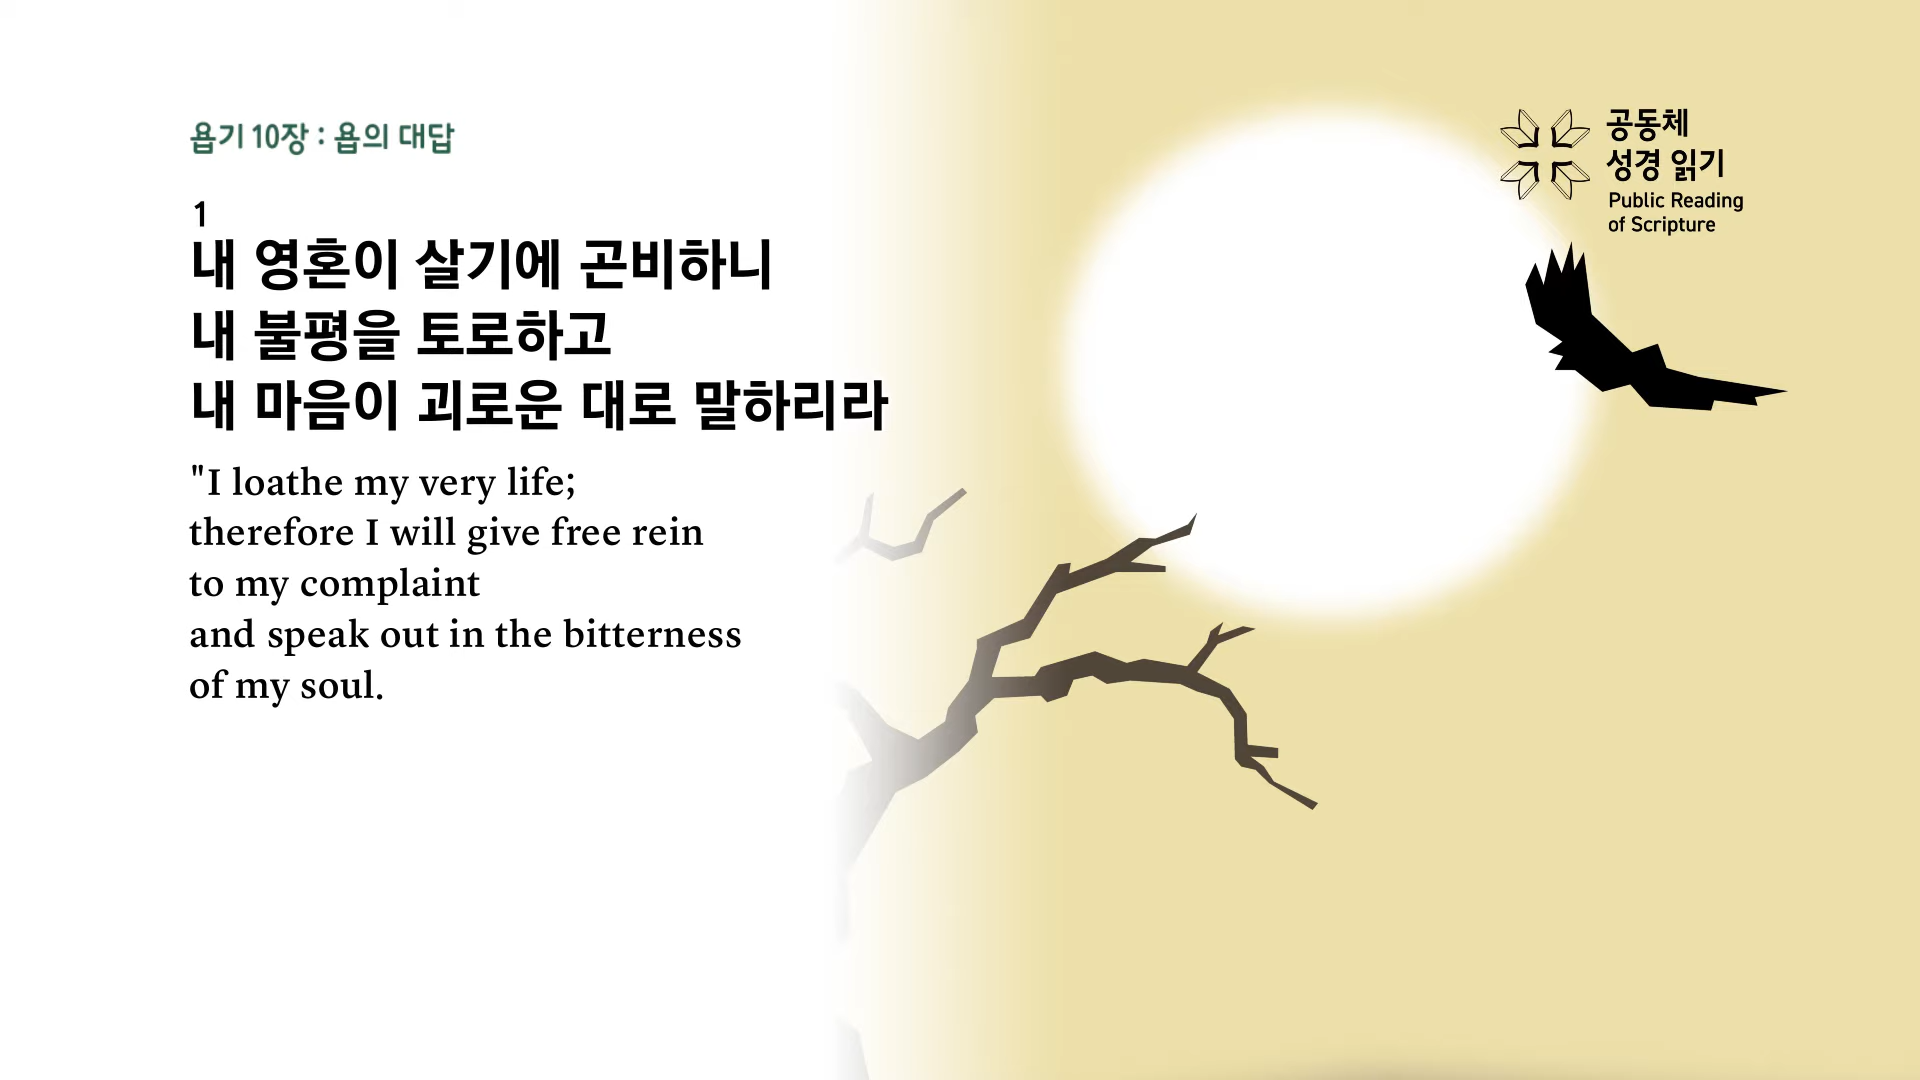 욥기 10장 : 욥의 대답
1
내 영혼이 살기에 곤비하니
내 불평을 토로하고
내 마음이 괴로운 대로 말하리라
"I loathe my very life;
therefore I will give free rein
to my complaint
and speak out in the bitterness
of my soul.
공동체
성경 읽기
Public Reading
of Scripture